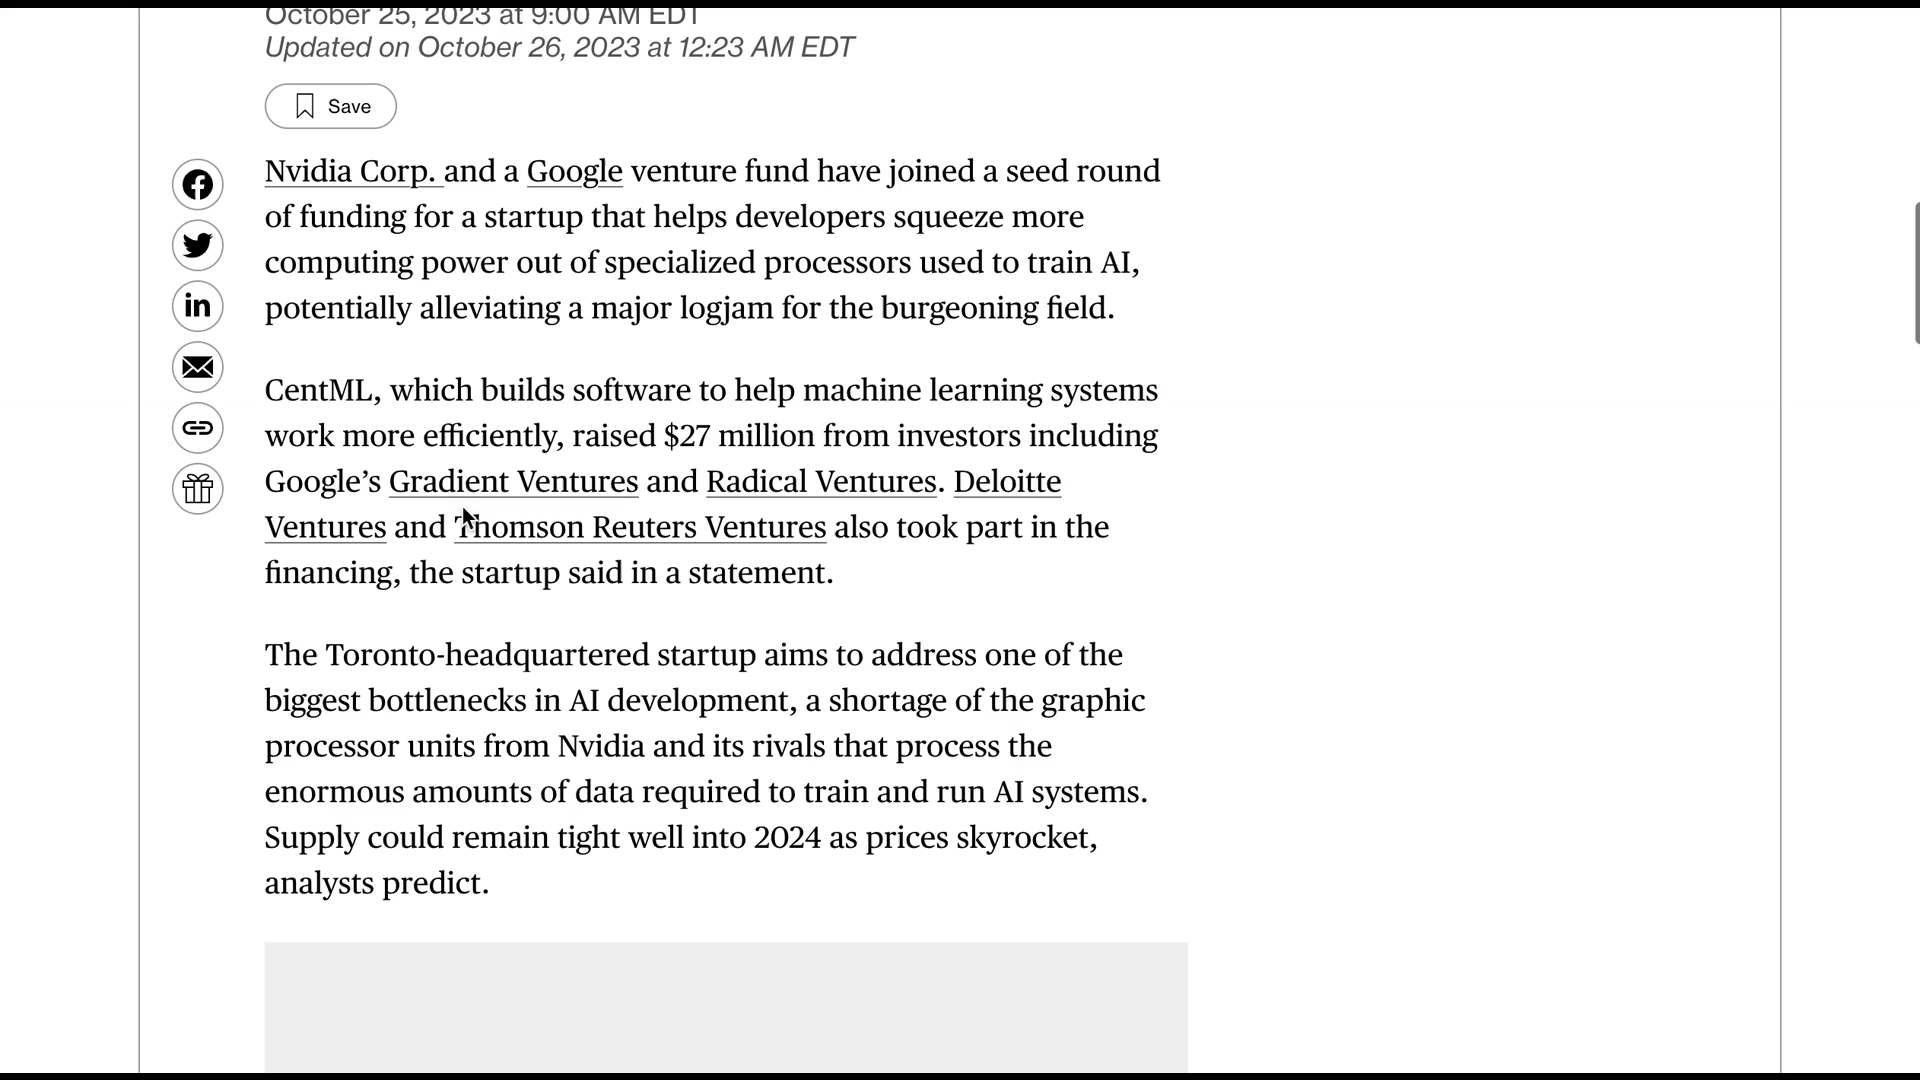 October 25, 2023 at 9:00 AM EDT
Updated on October 26, 2023 at 12:23 AM EDT
Save
Nvidia Corp. and a Google venture fund have joined a seed round
of funding for a startup that helps developers squeeze more
computing power out of specialized processors used to train AI,
potentially alleviating a major logjam for the burgeoning field.
in
CentML, which builds software to help machine learning systems
work more efficiently, raised $27 million from investors including
Google’s Gradient Ventures and Radical Ventures. Deloitte
Ventures and Thomson Reuters Ventures also took part in the
financing, the startup said in a statement.
The Toronto-headquartered startup aims to address one of the
biggest bottlenecks in AI development, a shortage of the graphic
processor units from Nvidia and its rivals that process the
enormous amounts of data required to train and run AI systems.
Supply could remain tight well into 2024 as prices skyrocket,
analysts predict.